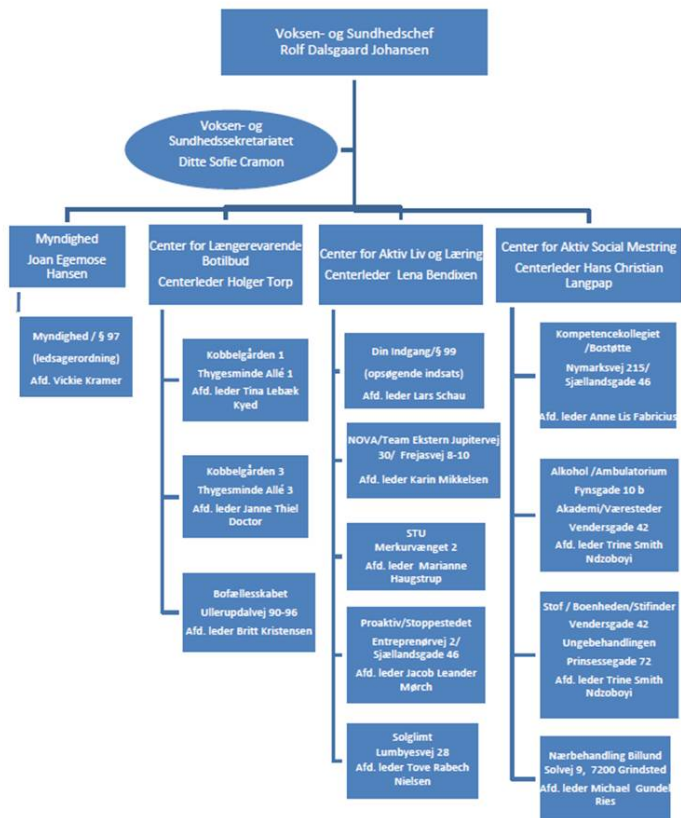 Voksen- og Sundhedschef
Rolf Dalsgaard Johansen
Voksen- og
Sundhedssekretariatet
Ditte Sofie Cramon
Myndighed
Joan Egemose
Hansen
Myndighed / § 97
(ledsagerordning)
Afd. Vickie Kramer
Center for Længerevarende
Botilbud
Centerleder Holger Torp
Kobbelgården 1
Thygesminde Allé 1
Afd. leder Tina Lebæk
Kyed
Kobbelgården 3
Thygesminde Allé 3
Afd. leder Janne Thiel
Doctor
Bofællesskabet
Ullerupdalvej 90-96
Afd. leder Britt Kristensen
Center for Aktiv Liv og Læring
Centerleder Lena Bendixen
Din Indgang/§ 99
(opsøgende indsats)
Afd. leder Lars Schau
NOVA/Team Ekstern Jupitervej
30/ Frejasvej 8-10
Afd. leder Karin Mikkelsen
STU
Merkurvænget 2
Afd. leder Marianne
Haugstrup
Proaktiv/Stoppestedet
Entreprenørvej 2/
Sjællandsgade 46
Afd. leder Jacob Leander
Mørch
Solglimt
Lumbyesvej 28
Afd. leder Tove Rabech
Nielsen
Center for Aktiv Social Mestring
Centerleder Hans Christian
Langpap
Kompetencekollegiet
/Bostøtte
Nymarksvej 215/
Sjællandsgade 46
Afd. leder Anne Lis Fabricius
Alkohol /Ambulatorium
Fynsgade 10 b
Akademi/Væresteder
Vendersgade 42
Afd. leder Trine Smith
Ndzoboyi
Stof / Boenheden/Stifinder
Vendersgade 42
Ungebehandlingen
Prinsessegade 72
Afd. leder Trine Smith
Ndzoboyi
Nærbehandling Billund
Solvej 9, 7200 Grindsted
Afd. leder Michael Gundel
Ries